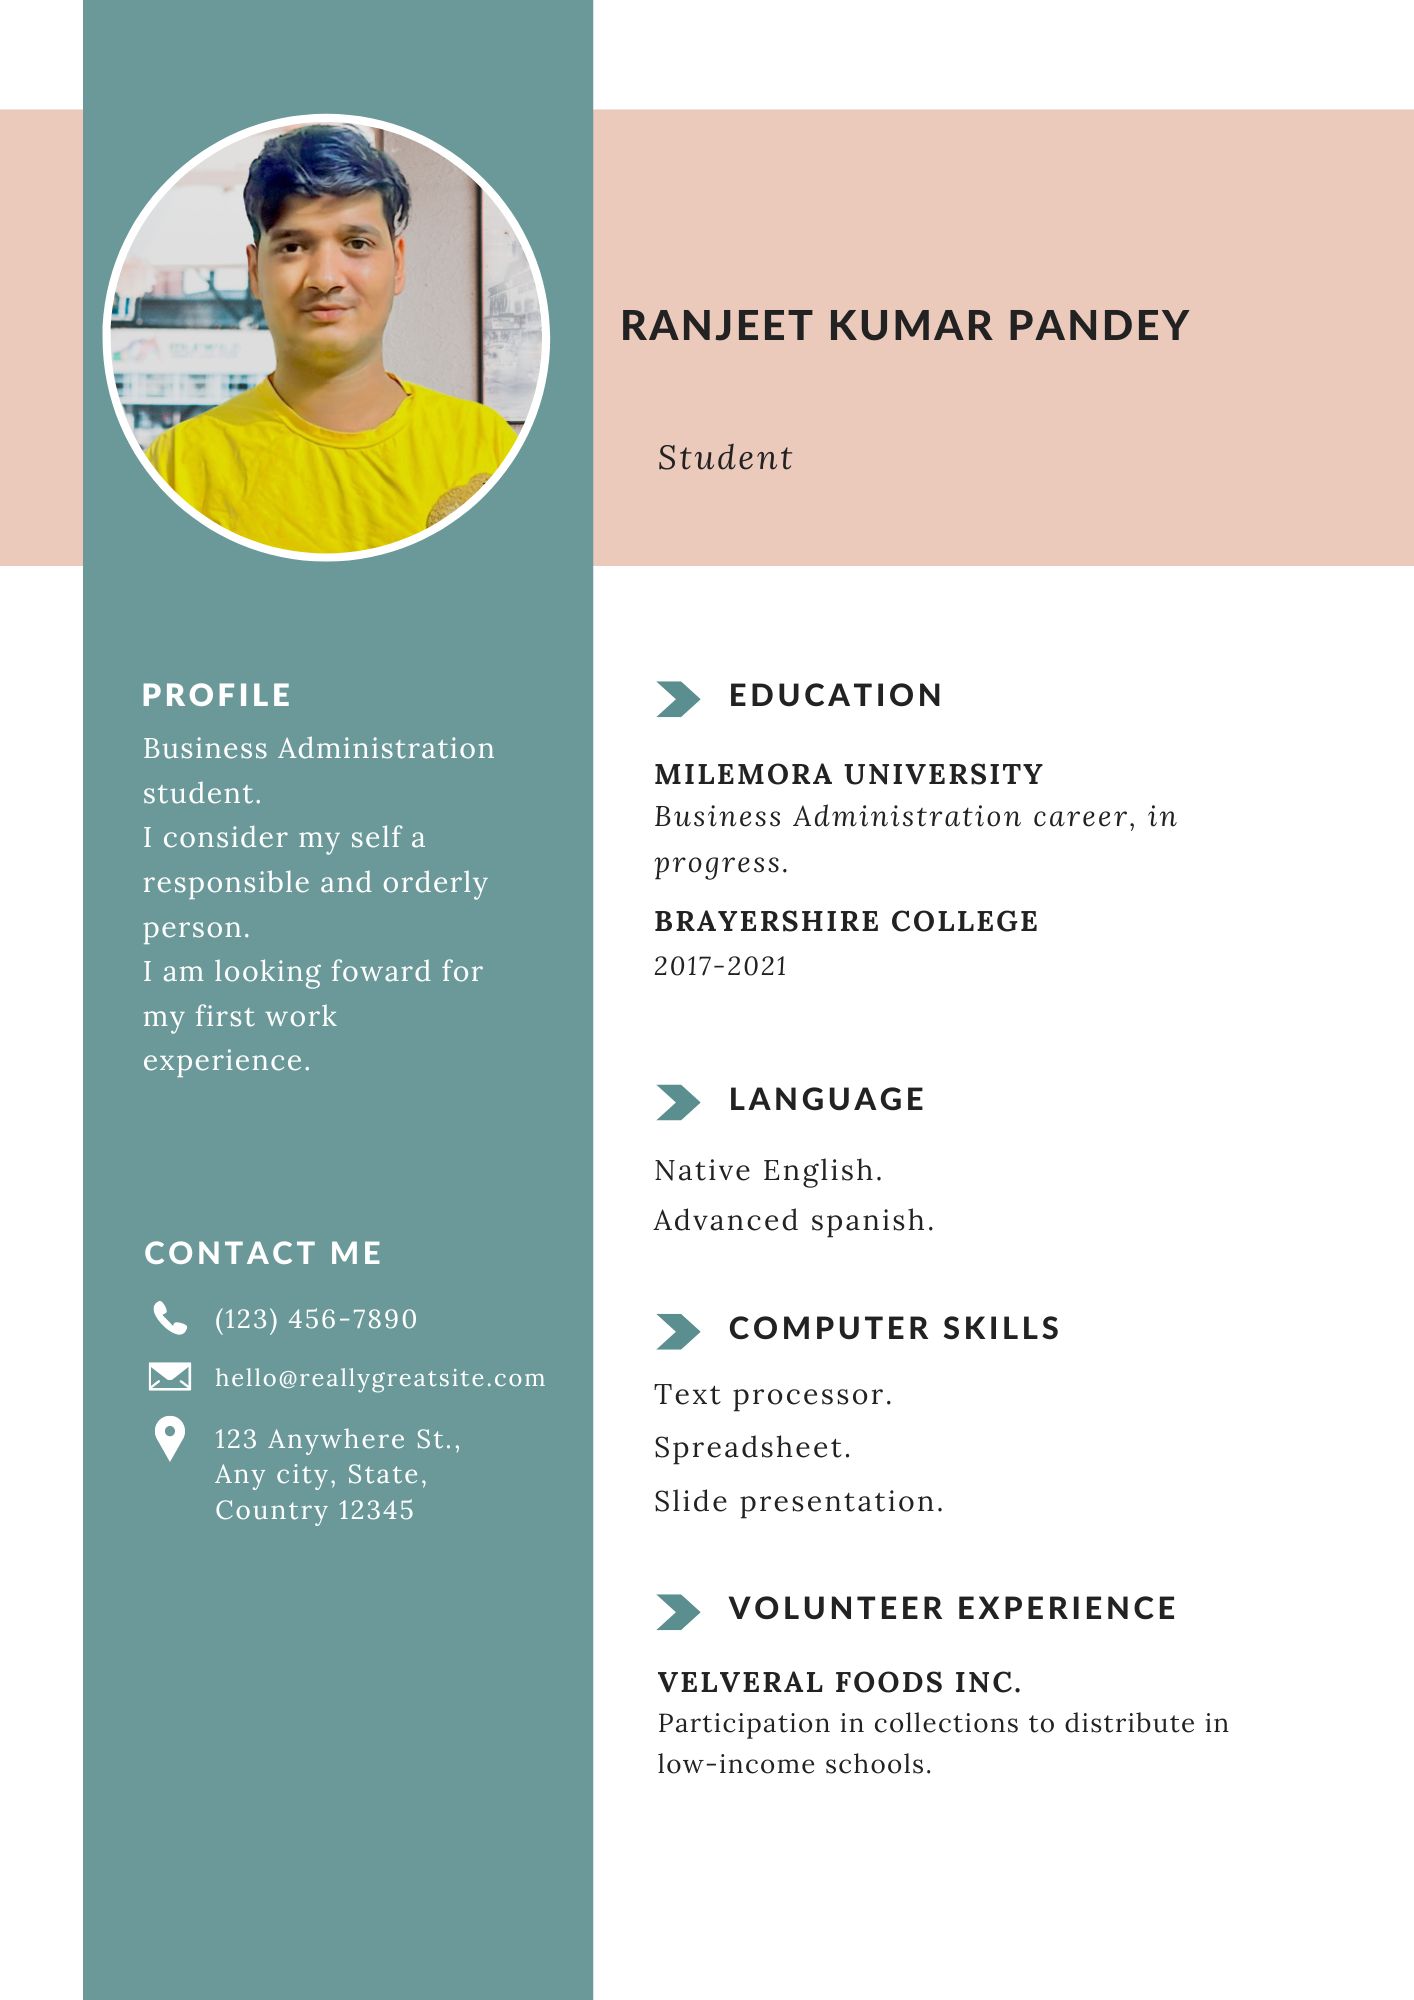 RANJEET KUMAR PANDEY
Student
PROFILE
Business Administration
student.
I consider my self a
responsible and orderly
person.
I am looking foward for
my first work
experience.
CONTACT ME
(123) 456-7890
hello@reallygreatsite.com
123 Anywhere St.,
Any city, State,
Country 12345
EDUCATION
MILEMORA UNIVERSITY
Business Administration career, in
progress.
BRAYERSHIRE COLLEGE
2017-2021
LANGUAGE
Native English.
Advanced spanish.
COMPUTER SKILLS
Text processor.
Spreadsheet.
Slide presentation.
VOLUNTEER EXPERIENCE
VELVERAL FOODS INC.
Participation in collections to distribute in
low-income schools.